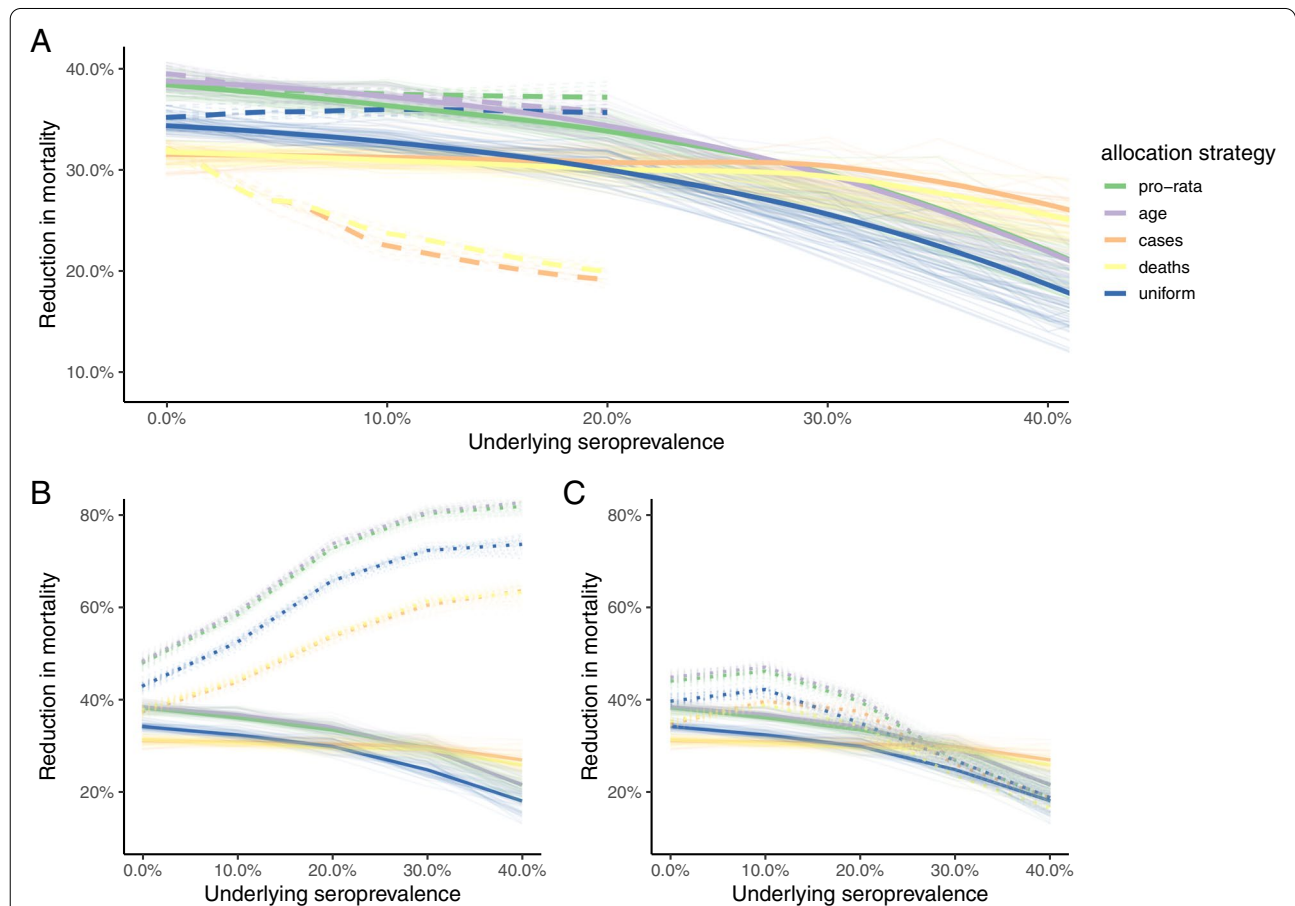 A
40.0%
30.0%
20.0%
10.0%
Reduction in mortality
0.0% 10.0% 20.0% 30.0% 40.0%
Underlying seroprevalence
allocation strategy
pro−rata
age
cases
deaths
uniform
B
80%
60%
40%
20%
Reduction in mortality
0.0% 10.0% 20.0% 30.0% 40.0%
Underlying seroprevalence
C
80%
60%
40%
20%
Reduction in mortality
0.0% 10.0% 20.0% 30.0% 40.0%
Underlying seroprevalence